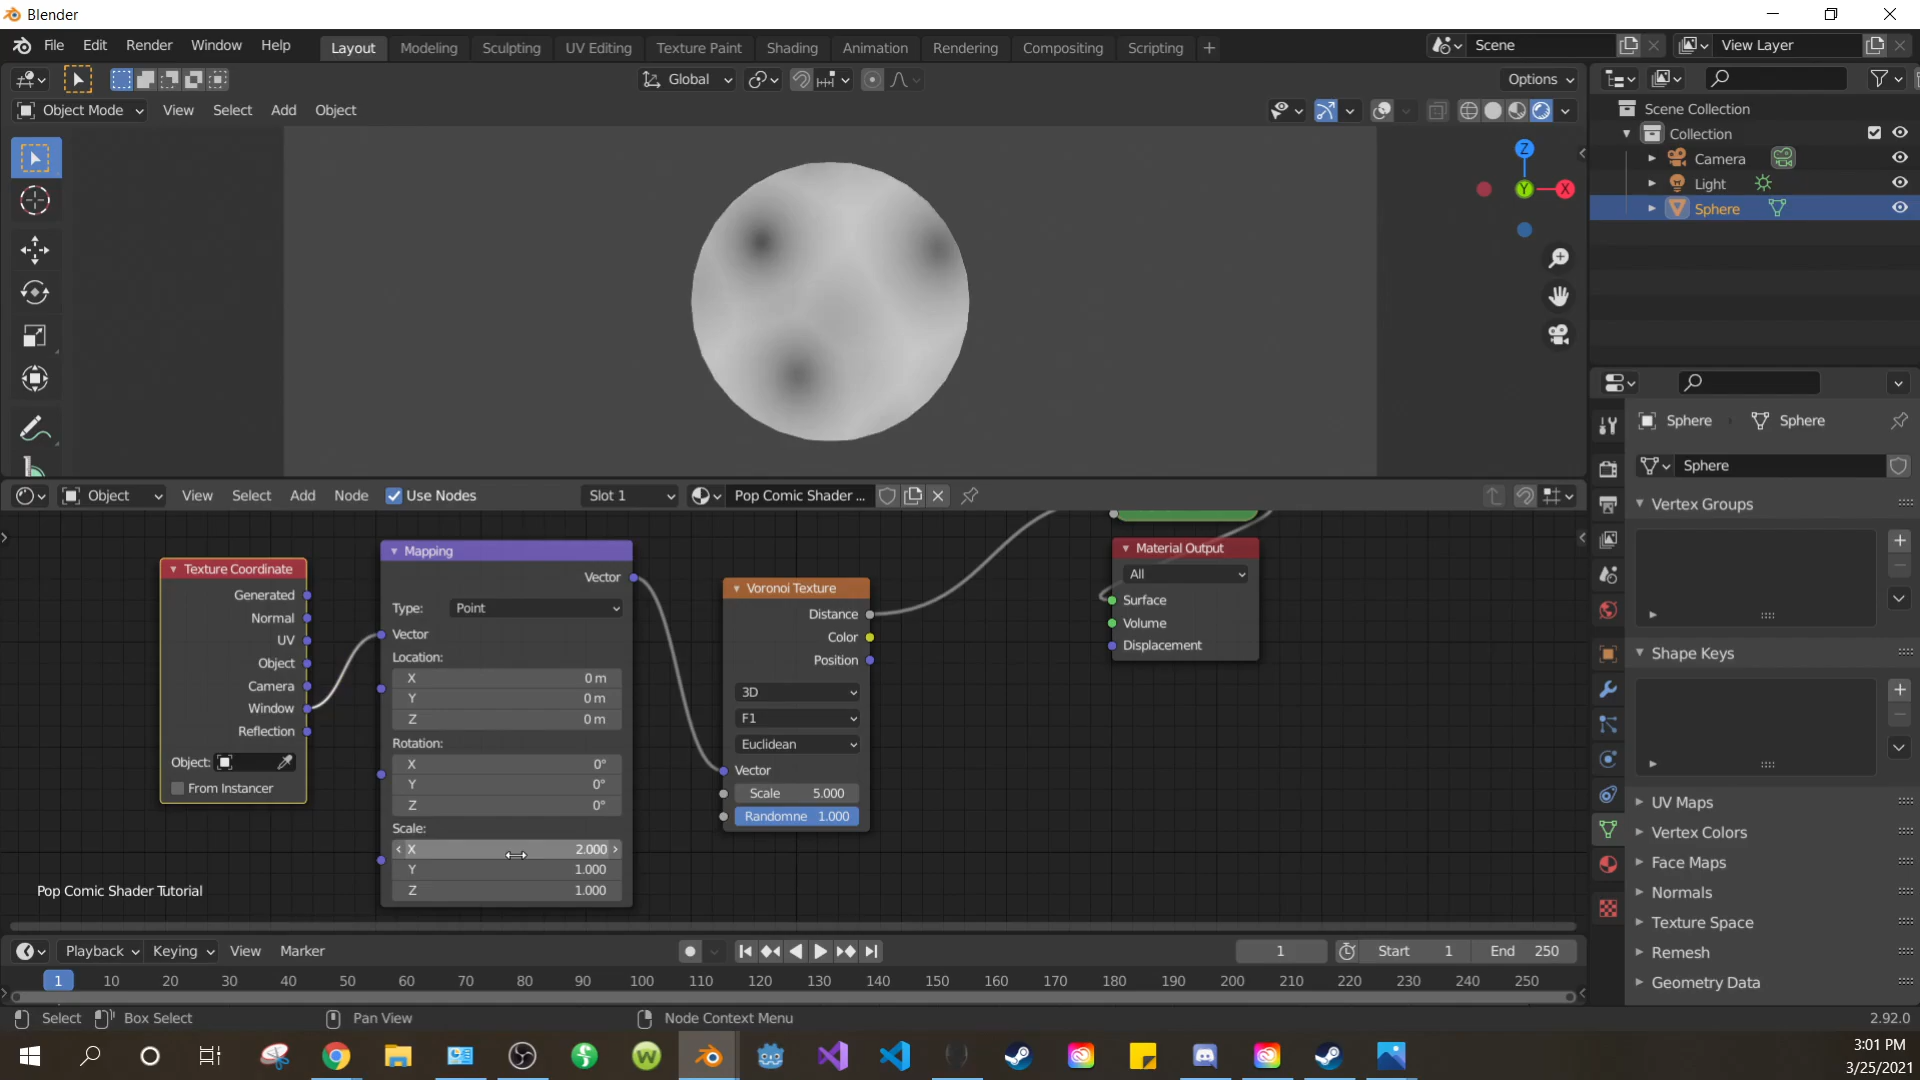 Blender
File Edit Render Window Help
Layout Modeling Sculpting UV Editing Texture Paint Shading Animation Rendering Compositing Scripting
Scene View Layer
Global Options
Object Mode View Select Add Object
Scene Collection
Collection
Camera
Light
Sphere
Z
Y X
Sphere Sphere
Sphere
Vertex Groups
Shape Keys
UV Maps
Vertex Colors
Face Maps
Normals
Texture Space
Remesh
Geometry Data
Object View Select Add Node Use Nodes Slot 1 Pop Comic Shader ...
Texture Coordinate
Generated
Normal
UV
Object
Camera
Window
Reflection
Object:
From Instancer
Mapping
Vector
Type: Point
Vector
Location:
X 0 m
Y 0 m
Z 0 m
Rotation:
X 0°
Y 0°
Z 0°
Scale:
X 2.000
Y 1.000
Z 1.000
Voronoi Texture
Distance
Color
Position
3D
F1
Euclidean
Vector
Scale 5.000
Randomne 1.000
Material Output
All
Surface
Volume
Displacement
Pop Comic Shader Tutorial
Playback Keying View Marker 1 Start 1 End 250
1 10 20 30 40 50 60 70 80 90 100 110 120 130 140 150 160 170 180 190 200 210 220 230 240 250
Select Box Select Pan View Node Context Menu 2.92.0
3:01 PM
3/25/2021